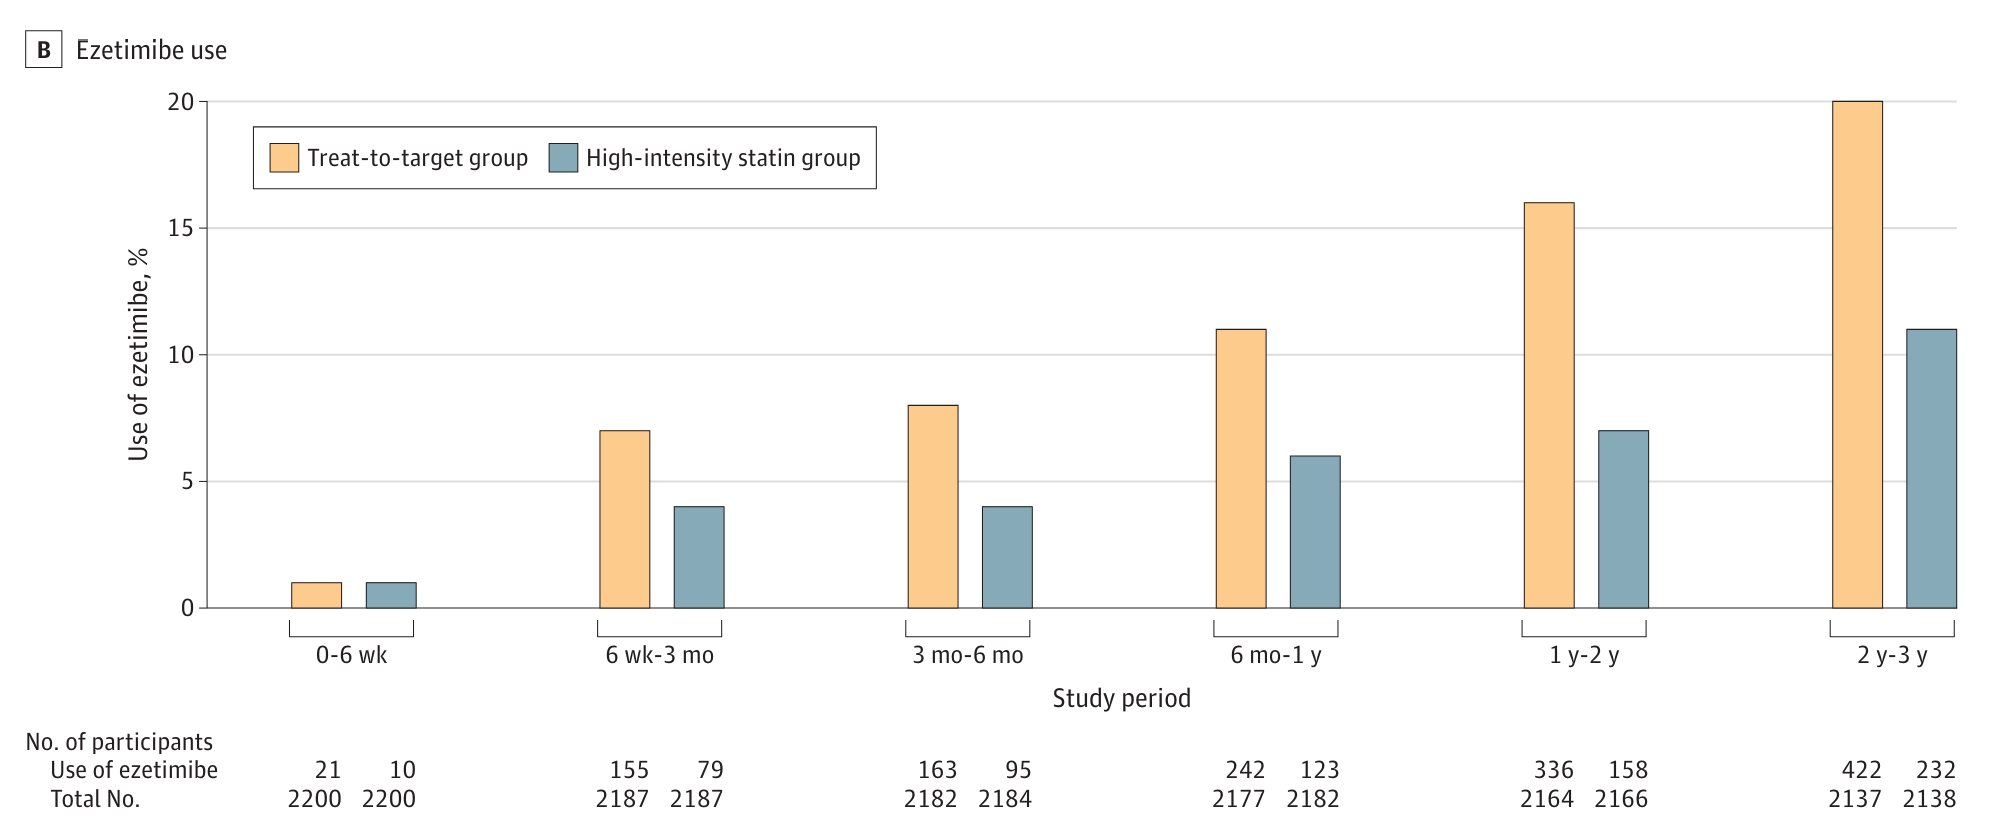 B Ezetimibe use
20
15
10
5
0
Use of ezetimibe, %
Treat-to-target group High-intensity statin group
0-6 wk 6 wk-3 mo 3 mo-6 mo 6 mo-1 y 1 y-2 y 2 y-3 y
Study period
No. of participants
Use of ezetimibe 21 10 155 79 163 95 242 123 336 158 422 232
Total No. 2200 2200 2187 2187 2182 2184 2177 2182 2164 2166 2137 2138